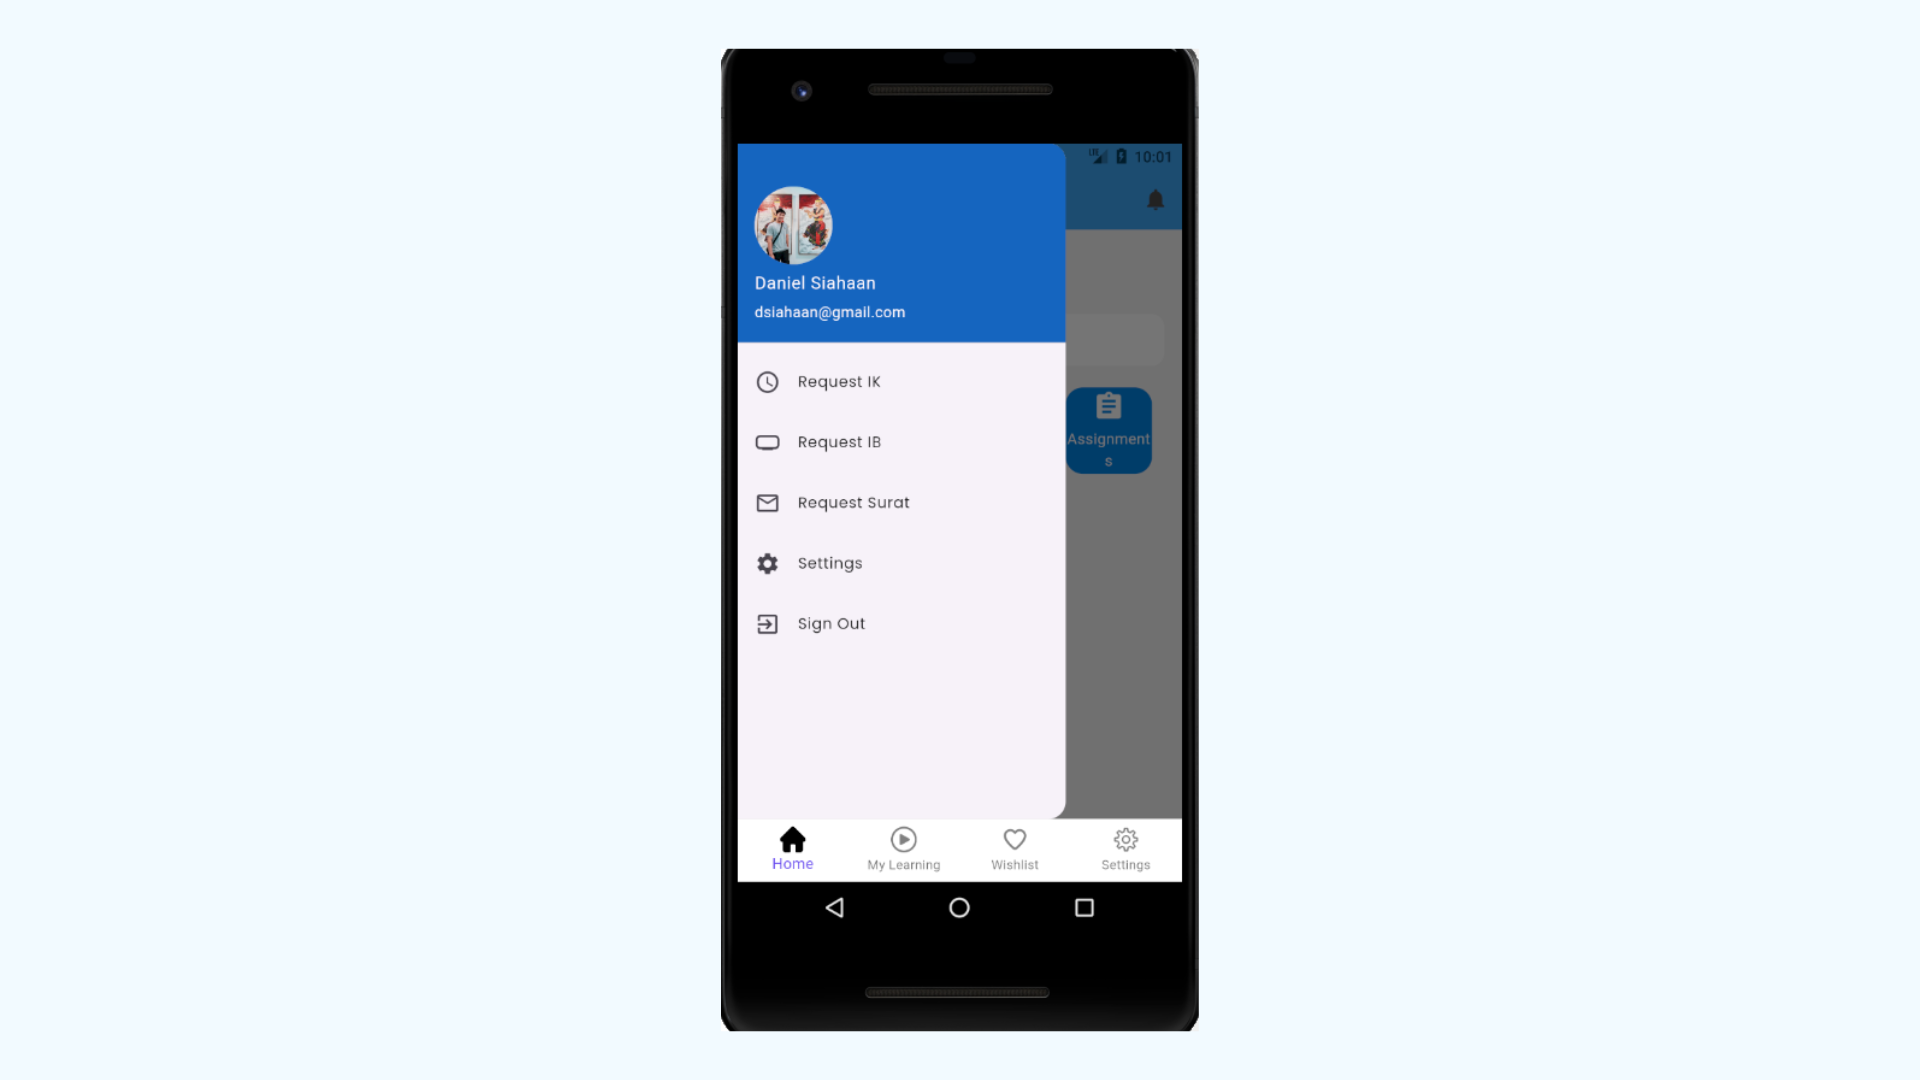 10:01
Daniel Siahaan
dsiahaan@gmail.com
Request IK
Request IB
Request Surat
Settings
Sign Out
Assignment
s
Home
My Learning
Wishlist
Settings